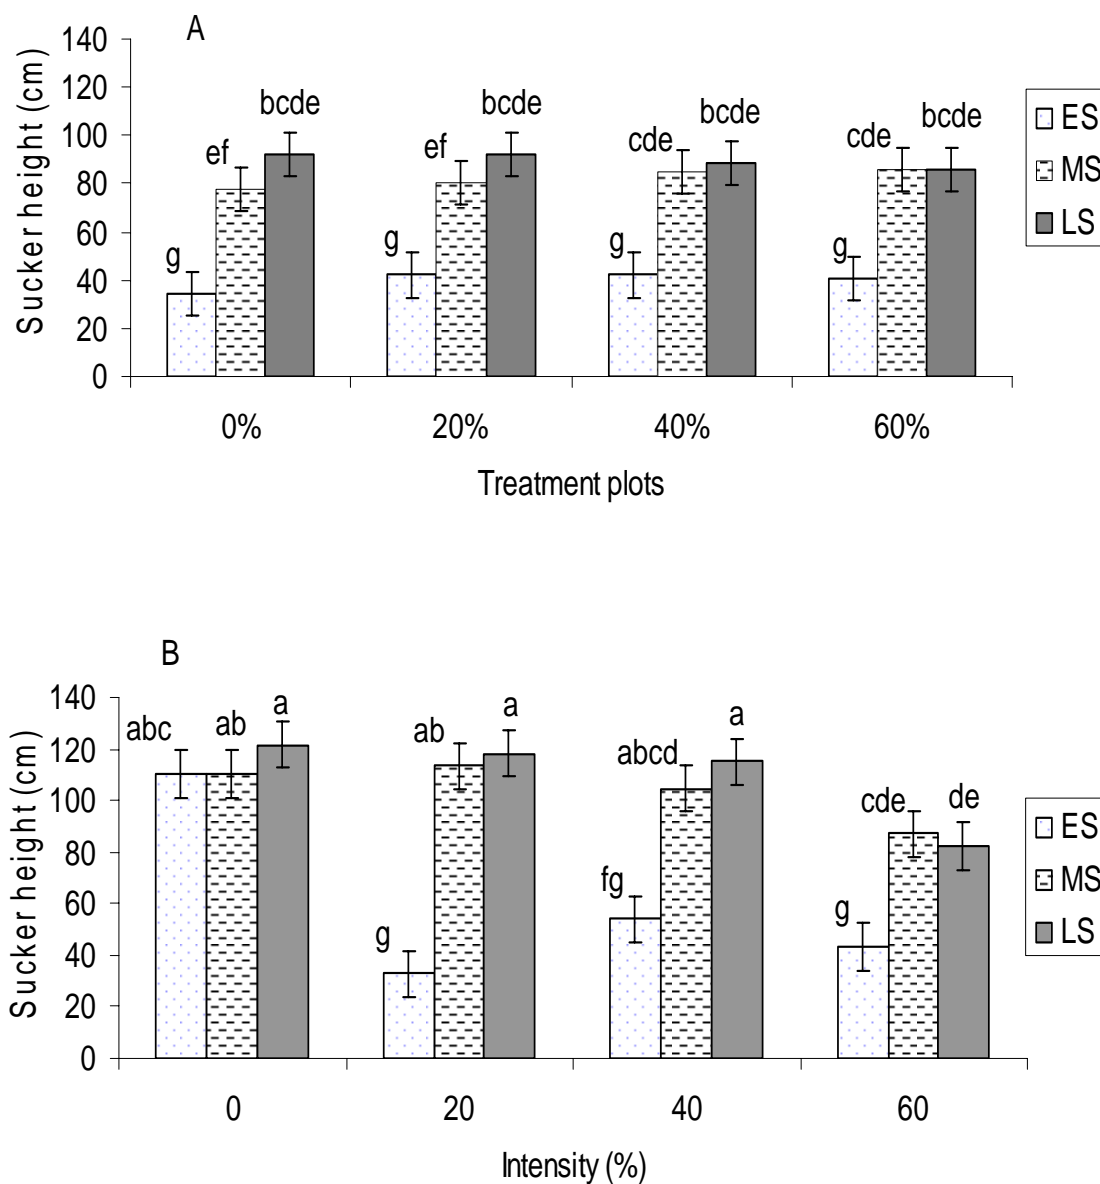 A
Sucker height (cm)
140
120
100
80
60
40
20
0
g
ef
bcde
g
ef
bcde
g
cde
bcde
g
cde
bcde
0%
20%
40%
60%
Treatment plots
ES
MS
LS
B
Sucker height (cm)
140
120
100
80
60
40
20
0
abc
ab
a
g
ab
a
fg
abcd
a
g
cde
de
0
20
40
60
Intensity (%)
ES
MS
LS